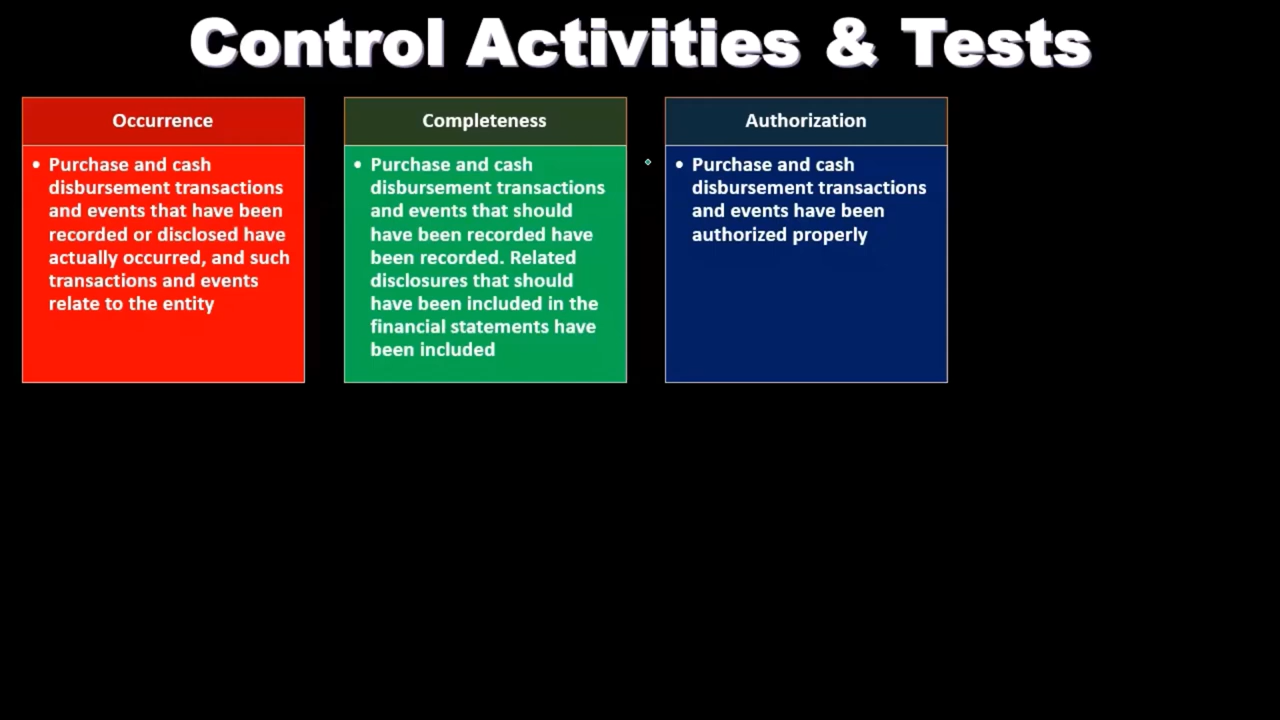 Control Activities & Tests
Occurrence
• Purchase and cash
disbursement transactions
and events that have been
recorded or disclosed have
actually occurred, and such
transactions and events
relate to the entity
Completeness
• Purchase and cash
disbursement transactions
and events that should
have been recorded have
been recorded. Related
disclosures that should
have been included in the
financial statements have
been included
Authorization
• Purchase and cash
disbursement transactions
and events have been
authorized properly